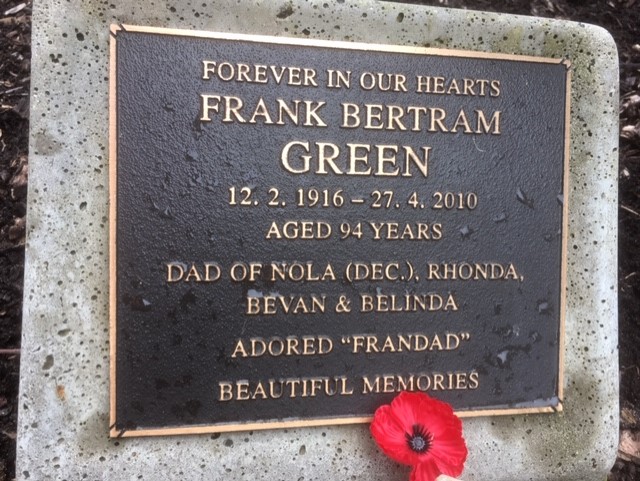 FOREVER IN OUR HEARTS
FRANK BERTRAM
GREEN
12. 2. 1916 – 27. 4. 2010
AGED 94 YEARS
DAD OF NOLA (DEC.), RHONDA,
BEVAN & BELINDA
ADORED “FRANDAD”
BEAUTIFUL MEMORIES